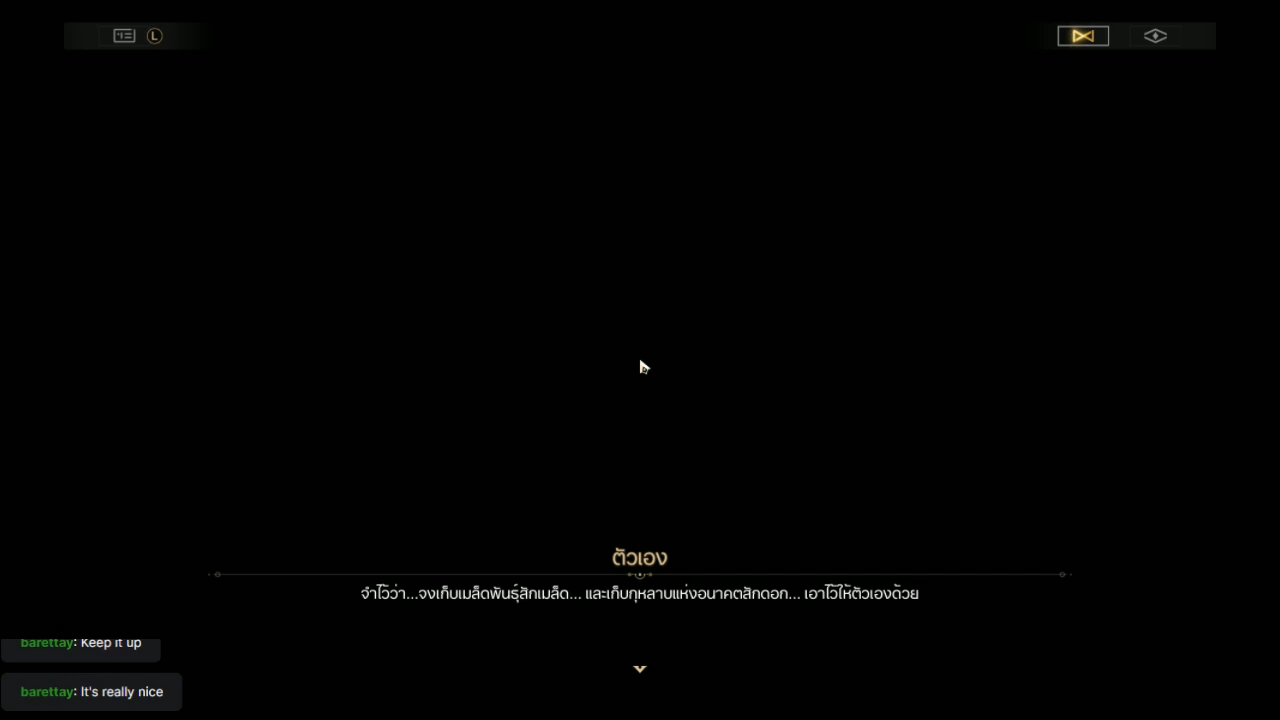 L
ตัวเอง
จำไว้ว่า...จงเก็บเมล็ดพันธุ์สักเมล็ด... และเก็บกุหลาบแห่งอนาคตสักดอก... เอาไว้ให้ตัวเองด้วย
barettay: Keep it up
barettay: It's really nice